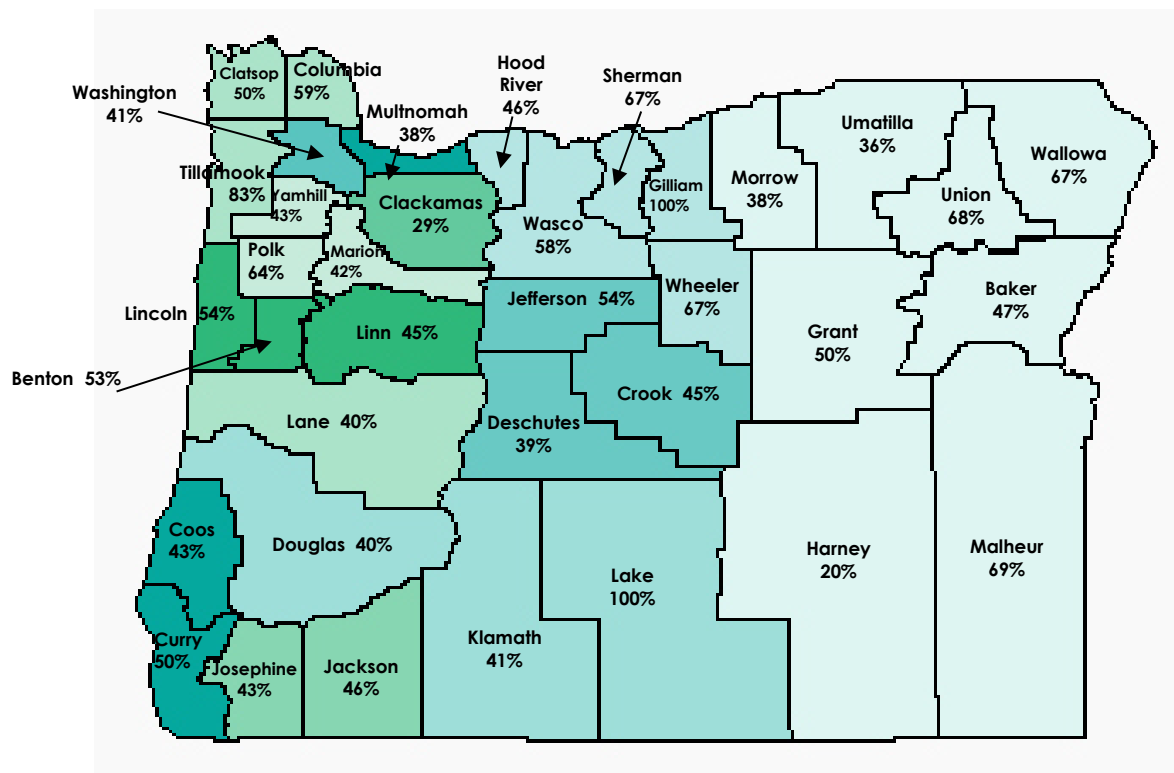 Clatsop
50%
Columbia
59%
Washington
41%
Multnomah
38%
Hood
River
46%
Sherman
67%
Umatilla
36%
Wallowa
67%
Tillamook
83%
Yamhill
43%
Clackamas
29%
Wasco
58%
Gilliam
100%
Morrow
38%
Union
68%
Polk
64%
Marion
42%
Lincoln 54%
Linn 45%
Benton 53%
Jefferson 54%
Wheeler
67%
Grant
50%
Baker
47%
Lane 40%
Deschutes
39%
Crook 45%
Coos
43%
Douglas 40%
Lake
100%
Harney
20%
Malheur
69%
Curry
50%
Josephine
43%
Jackson
46%
Klamath
41%